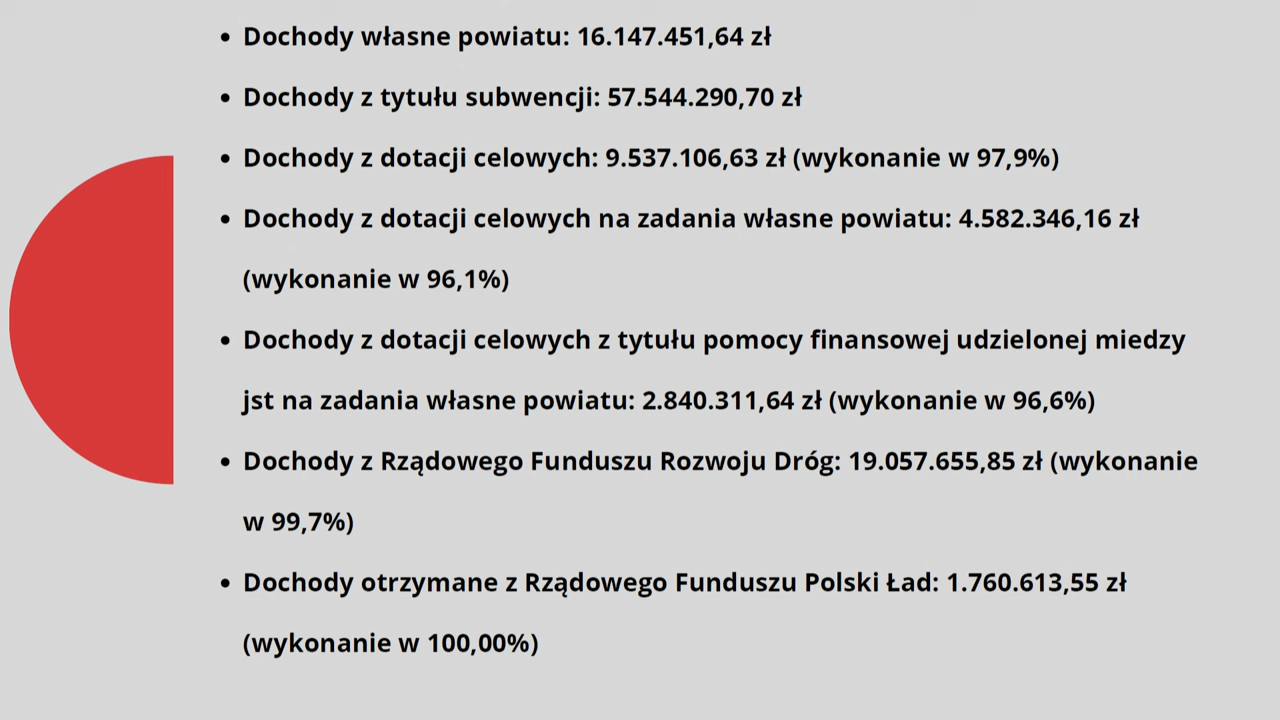 • Dochody własne powiatu: 16.147.451,64 zł
• Dochody z tytułu subwencji: 57.544.290,70 zł
• Dochody z dotacji celowych: 9.537.106,63 zł (wykonanie w 97,9%)
• Dochody z dotacji celowych na zadania własne powiatu: 4.582.346,16 zł
(wykonanie w 96,1%)
• Dochody z dotacji celowych z tytułu pomocy finansowej udzielonej miedzy
jst na zadania własne powiatu: 2.840.311,64 zł (wykonanie w 96,6%)
• Dochody z Rządowego Funduszu Rozwoju Dróg: 19.057.655,85 zł (wykonanie
w 99,7%)
• Dochody otrzymane z Rządowego Funduszu Polski Ład: 1.760.613,55 zł
(wykonanie w 100,00%)